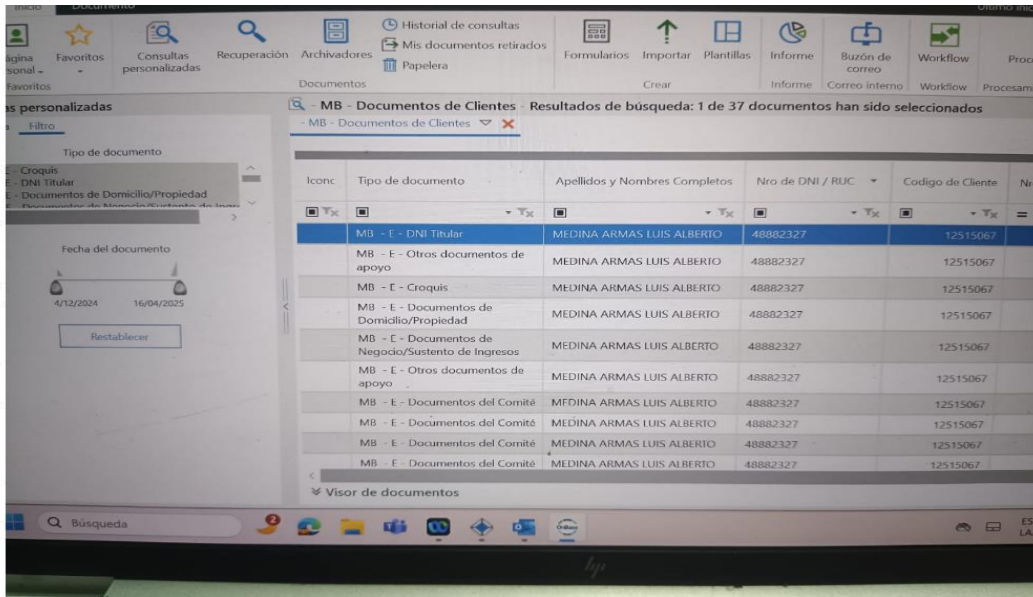 Inicio Documento
Historial de consultas
Mis documentos retirados
Papelera
Favoritos
Consultas
personalizadas
Recuperación
Archivadores
Formularios
Importar
Plantillas
Informe
Buzón de
correo
Workflow
Favoritos
Documentos
Crear
Informe
Correo interno
Workflow
personalizadas
- MB - Documentos de Clientes - Resultados de búsqueda: 1 de 37 documentos han sido seleccionados
Filtro
- MB - Documentos de Clientes
Tipo de documento
E - Croquis
E - DNI Titular
E - Documentos de Domicilio/Propiedad
Fecha del documento
4/12/2024 16/04/2025
Restablecer
Iconc Tipo de documento Apellidos y Nombres Completos Nro de DNI / RUC Codigo de Cliente
MB - E - DNI Titular MEDINA ARMAS LUIS ALBERTO 48882327 12515067
MB - E - Otros documentos de
apoyo MEDINA ARMAS LUIS ALBERTO 48882327 12515067
MB - E - Croquis MEDINA ARMAS LUIS ALBERTO 48882327 12515067
MB - E - Documentos de
Domicilio/Propiedad MEDINA ARMAS LUIS ALBERTO 48882327 12515067
MB - E - Documentos de
Negocio/Sustento de Ingresos MEDINA ARMAS LUIS ALBERTO 48882327 12515067
MB - E - Otros documentos de
apoyo MEDINA ARMAS LUIS ALBERTO 48882327 12515067
MB - E - Documentos del Comité MEDINA ARMAS LUIS ALBERTO 48882327 12515067
MB - E - Documentos del Comité MEDINA ARMAS LUIS ALBERTO 48882327 12515067
MB - E - Documentos del Comité MEDINA ARMAS LUIS ALBERTO 48882327 12515067
MB - E - Documentos del Comité MEDINA ARMAS LUIS ALBERTO 48882327 12515067
Visor de documentos
Búsqueda
2
OnBase
hp